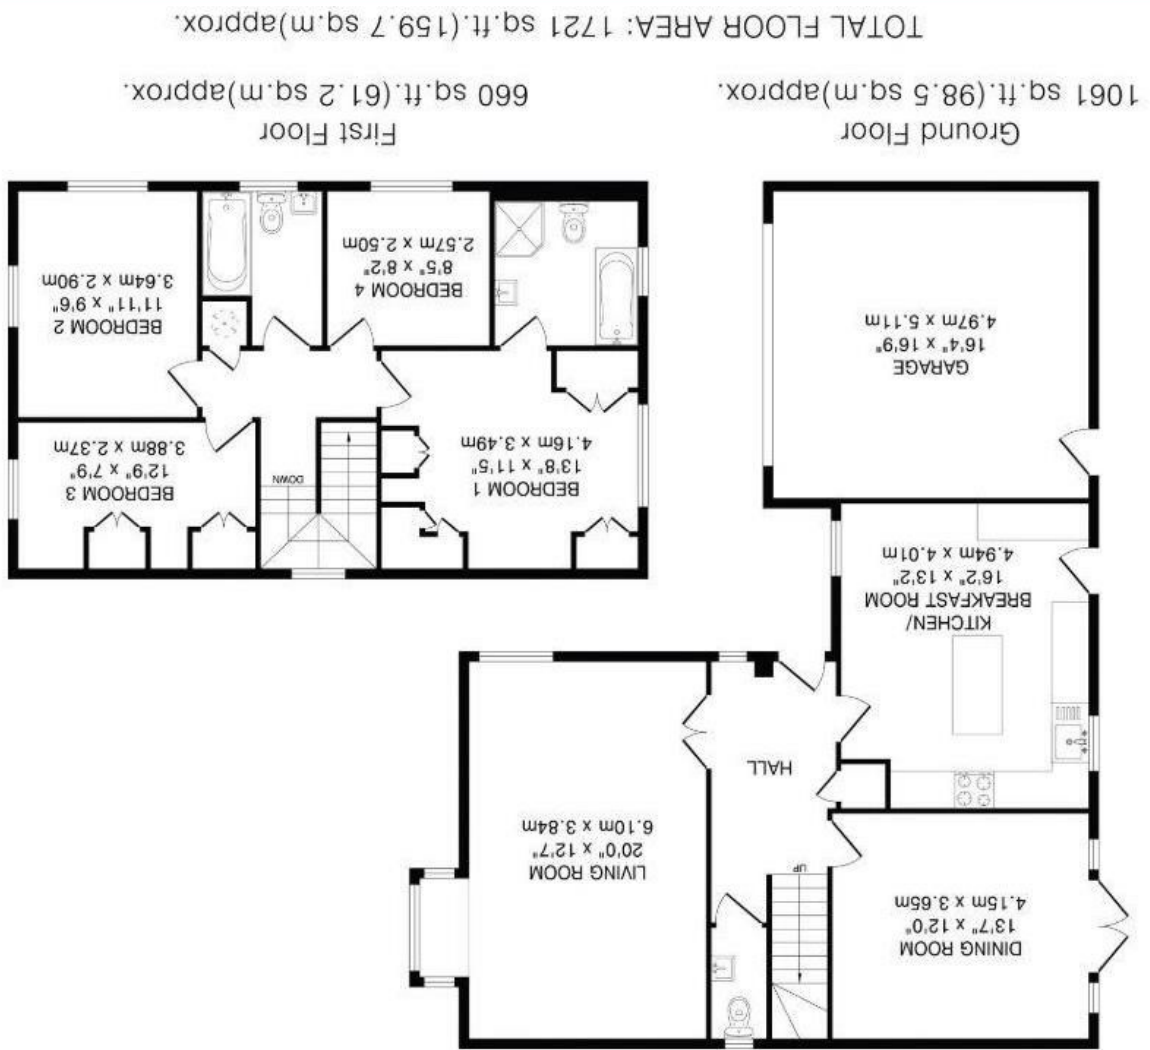 DINING ROOM
13'7" x 12'0"
4.15m x 3.65m
UP
LIVING ROOM
20'0" x 12'7"
6.10m x 3.84m
HALL
KITCHEN/
BREAKFAST ROOM
16'2" x 13'2"
4.94m x 4.01m
GARAGE
16'4" x 16'9"
4.97m x 5.11m
BEDROOM 1
13'8" x 11'5"
4.16m x 3.49m
DOWN
BEDROOM 3
12'9" x 7'9"
3.88m x 2.37m
BEDROOM 4
8'5" x 8'2"
2.57m x 2.50m
BEDROOM 2
11'11" x 9'6"
3.64m x 2.90m
Ground Floor
1061 sq.ft.(98.5 sq.m)approx.
First Floor
660 sq.ft.(61.2 sq.m)approx.
TOTAL FLOOR AREA: 1721 sq.ft.(159.7 sq.m)approx.